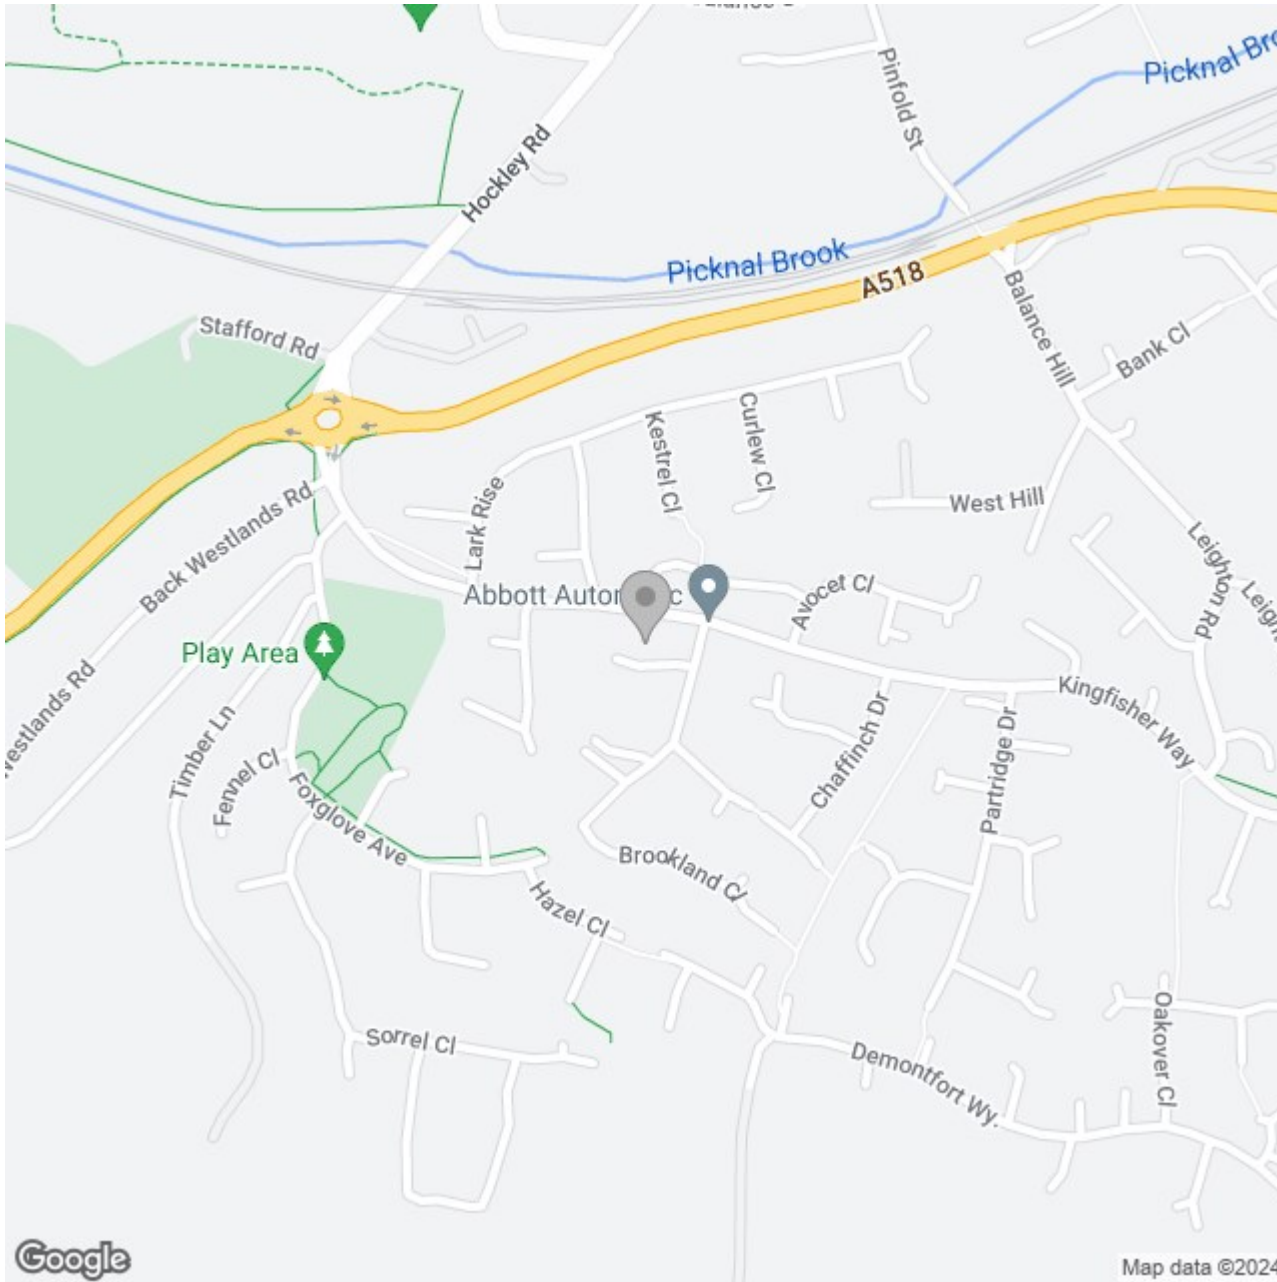 Picknal Bro
Pinfold St
Hockley Rd
Picknal Brook
A518
Balance Hill
Stafford Rd
Bank Cl
Kestrel Cl
Curlew Cl
West Hill
Lark Rise
Back Westlands Rd
Leighton Rd
Leigh
Abbott Autom c
Avocet Cl
Play Area
Westlands Rd
Timber Ln
Kingfisher Way
Chaffinch Dr
Partridge Dr
Fennel Cl
Foxglove Ave
Brookland Cl
Hazel Cl
Oakover Cl
Sorrel Cl
Demontfort Wy.
Google
Map data ©2024